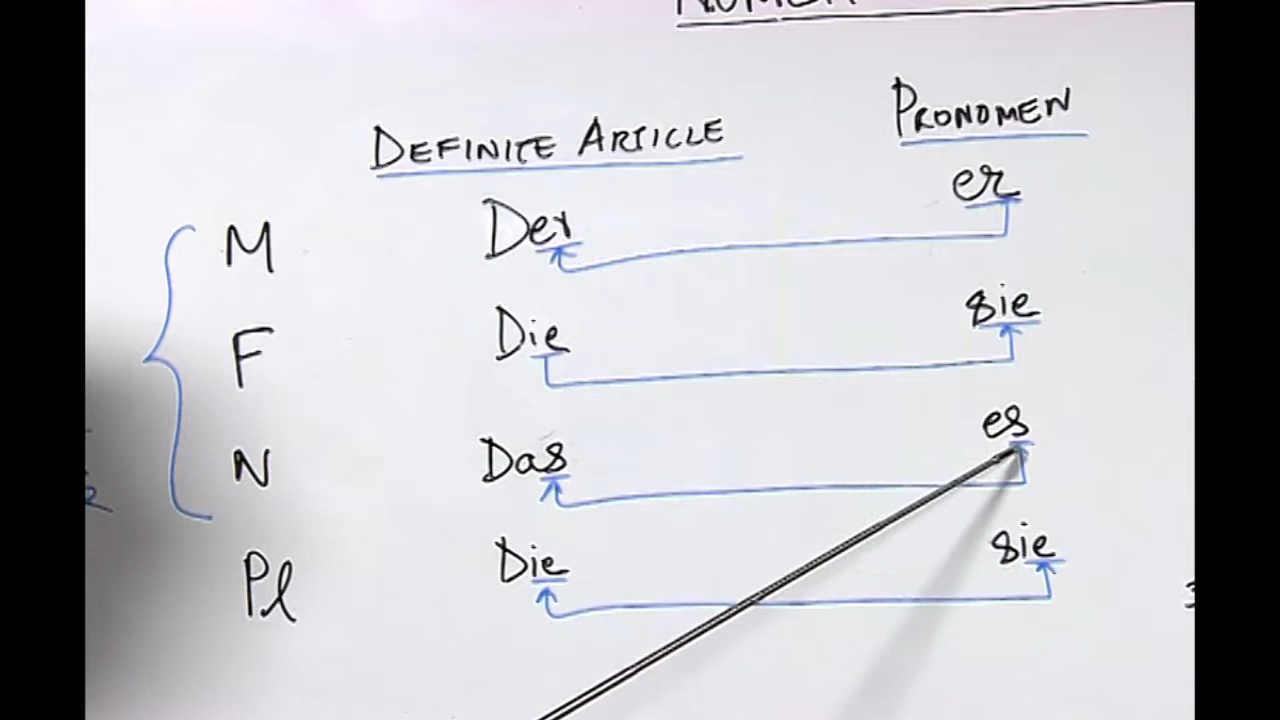 DEFINITE ARTICLE PRONOMEN
M Der er
F Die sie
N Das es
Pl Die sie